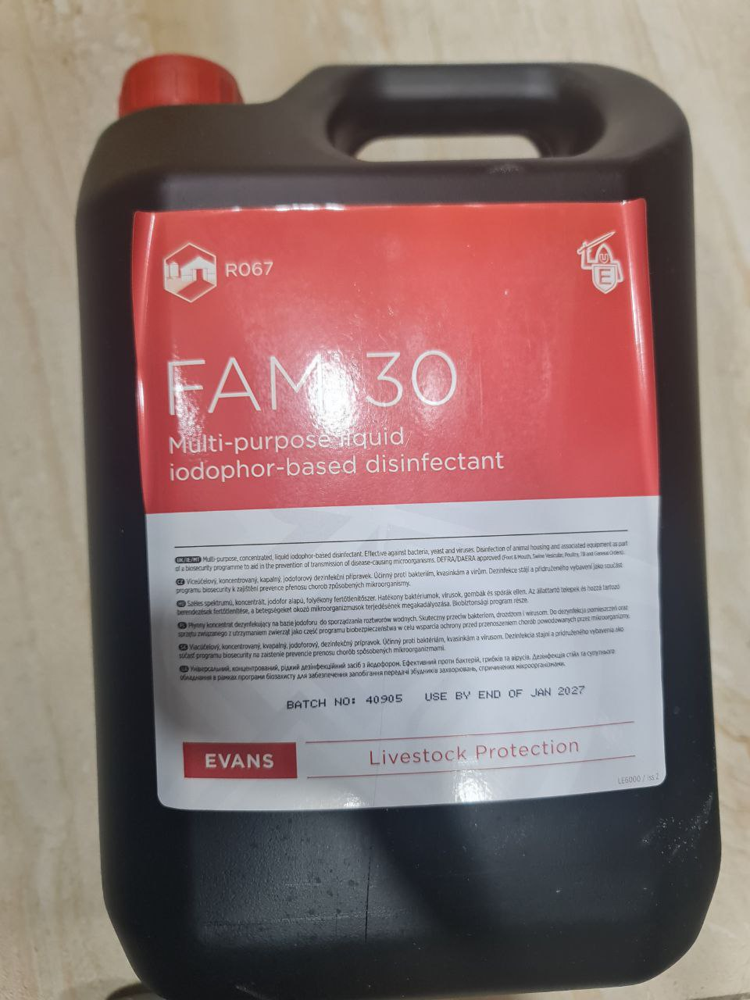 R067
U
E
FAM 30
Multi-purpose liquid
iodophor-based disinfectant
UK/IE/MT Multi-purpose, concentrated, liquid iodophor-based disinfectant. Effective against bacteria, yeast and viruses. Disinfection of animal housing and associated equipment as part
of a biosecurity programme to aid in the prevention of transmission of disease-causing microorganisms. DEFRA/DAERA approved (Foot & Mouth, Swine Vesicular, Poultry, TB and General Orders).
CZ Víceúčelový, koncentrovaný, kapalný, jodoforový dezinfekční přípravek. Účinný proti bakteriím, kvasinkám a virům. Dezinfekce stájí a přidruženého vybavení jako součást
programu biosecurity k zajištění prevence přenosu chorob způsobených mikroorganismy.
HU Széles spektrumú, koncentrált, jodofor alapú, folyékony fertőtlenítőszer. Hatékony baktériumok, vírusok, gombák és spórák ellen. Az állattartó telepek és hozzá tartozó
berendezések fertőtlenítése, a betegségeket okozó mikroorganizmusok terjedésének megakadályozása. Biobiztonsági program része.
PL Płynny koncentrat dezynfekujący na bazie jodoforu do sporządzania roztworów wodnych. Skuteczny przeciw bakteriom, drożdżom i wirusom. Do dezynfekcja pomieszczeń oraz
sprzętu związanego z utrzymaniem zwierząt jako część programu biobezpieczeństwa w celu wsparcia ochrony przed przenoszeniem chorób powodowanych przez mikroorganizmy.
SK Viacúčelový, koncentrovaný, kvapalný, jodoforový, dezinfekčný prípravok. Účinný proti baktériám, kvasinkám a vírusom. Dezinfekcia stajní a pridruženého vybavenia ako
súčasť programu biosecurity na zaistenie prevencie prenosu chorôb spôsobených mikroorganizmami.
UA Універсальний, концентрований, рідкий дезінфекційний засіб з йодофором. Ефективний проти бактерій, грибків та вірусів. Дезінфекція стійл та супутнього
обладнання в рамках програми біозахисту для забезпечення запобігання передачі збудників захворювань, спричинених мікроорганізмами.
BATCH NO: 40905 USE BY END OF JAN 2027
EVANS
Livestock Protection
LE6000 / iss 2